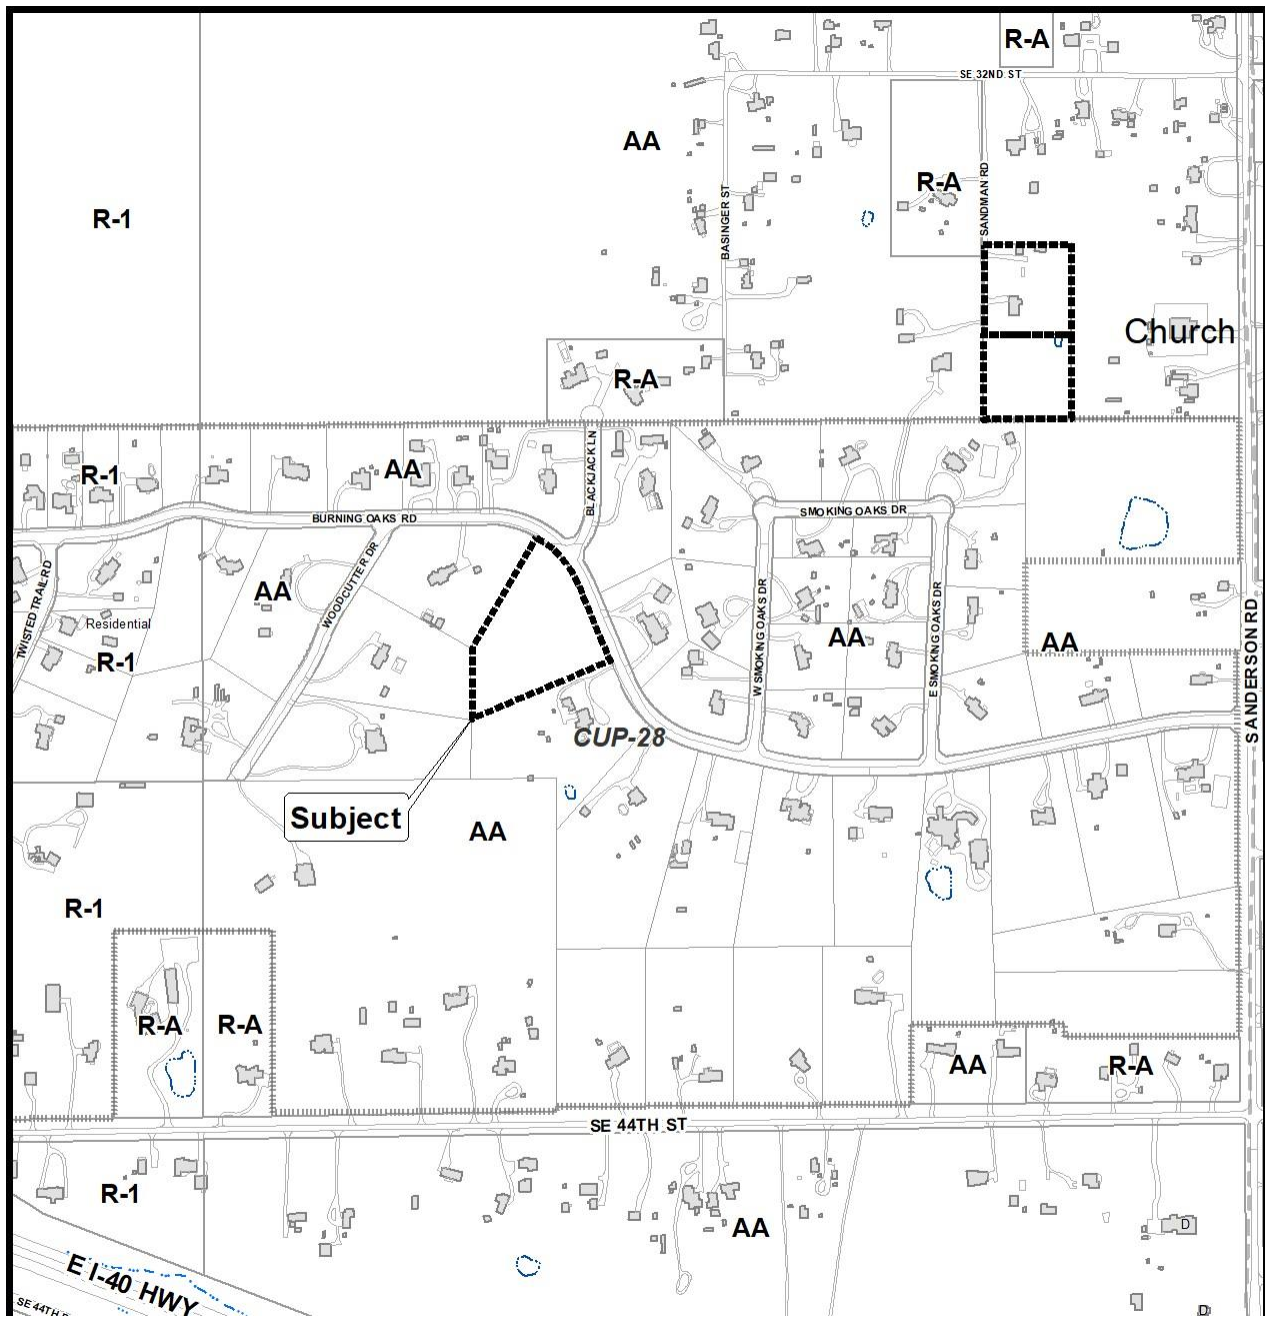 R-A
SE 32ND ST
AA
R-A
SANDMAN RD
R-1
BASINGER ST
Church
R-A
R-1
AA
BLACKJACK LN
BURNING OAKS RD
SMOKING OAKS DR
WOODCUTTER DR
TWISTED TRAIL RD
AA
Residential
R-1
W SMOKING OAKS DR
AA
E SMOKING OAKS DR
AA
SANDERSON RD
CUP-28
Subject
AA
R-1
R-A
R-A
AA
R-A
SE 44TH ST
R-1
AA
D
E I-40 HWY
SE 44TH
D